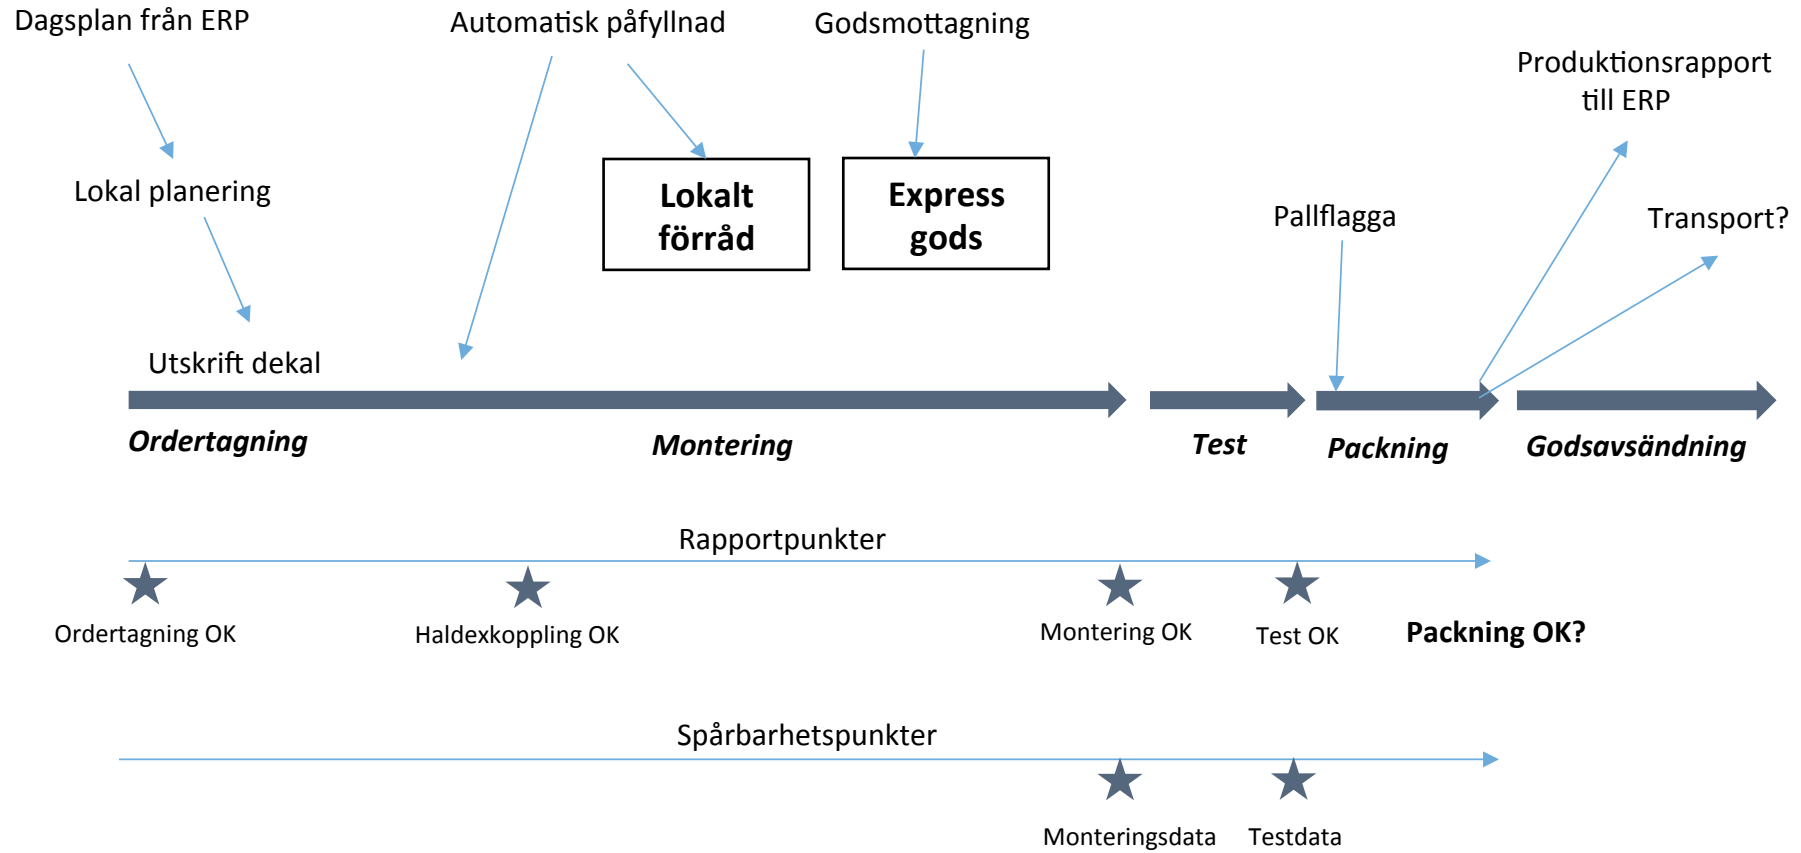 Dagsplan från ERP
Automatisk påfyllnad
Godsmottagning
Produktionsrapport
till ERP
Lokal planering
Lokalt
förråd
Express
gods
Pallflagga
Transport?
Utskrift dekal
Ordertagning
Montering
Test
Packning
Godsavsändning
Rapportpunkter
Ordertagning OK
Haldexkoppling OK
Montering OK
Test OK
Packning OK?
Spårbarhetspunkter
Monteringsdata
Testdata